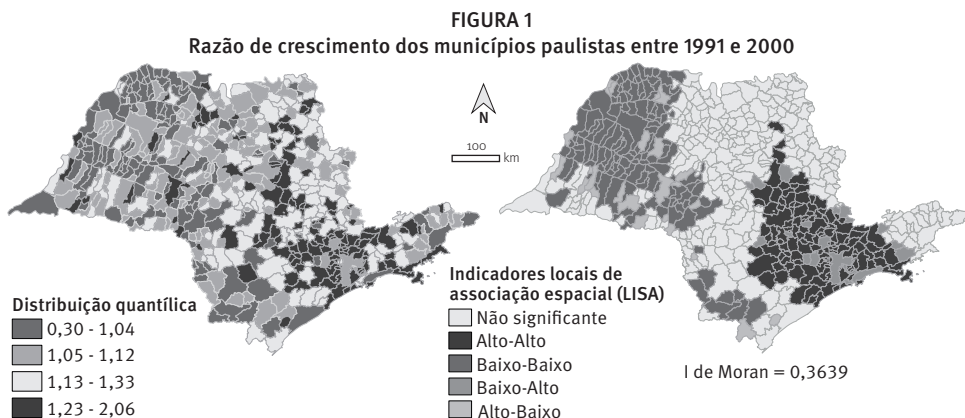 FIGURA 1
Razão de crescimento dos municípios paulistas entre 1991 e 2000
N
100
km
Distribuição quantílica
0,30 - 1,04
1,05 - 1,12
1,13 - 1,33
1,23 - 2,06
Indicadores locais de
associação espacial (LISA)
Não significante
Alto-Alto
Baixo-Baixo
Baixo-Alto
Alto-Baixo
I de Moran = 0,3639